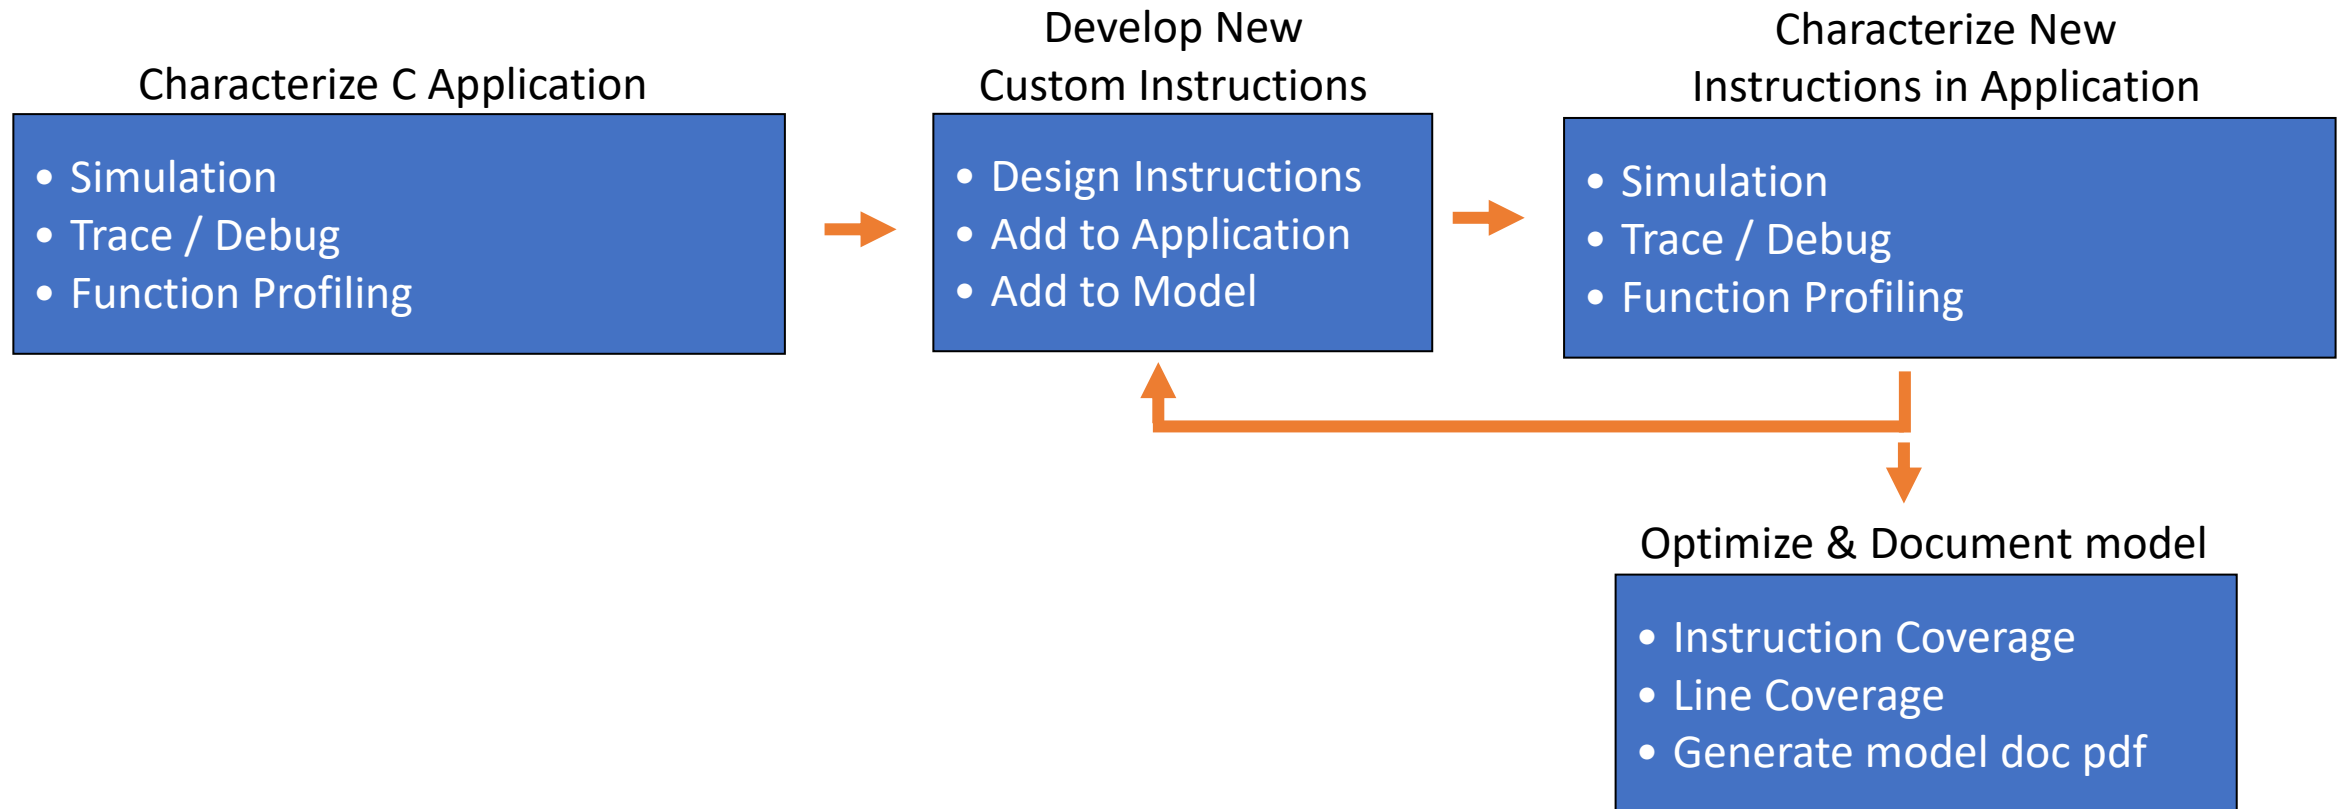 Characterize C Application
• Simulation
• Trace / Debug
• Function Profiling
Develop New
Custom Instructions
• Design Instructions
• Add to Application
• Add to Model
Characterize New
Instructions in Application
• Simulation
• Trace / Debug
• Function Profiling
Optimize & Document model
• Instruction Coverage
• Line Coverage
• Generate model doc pdf